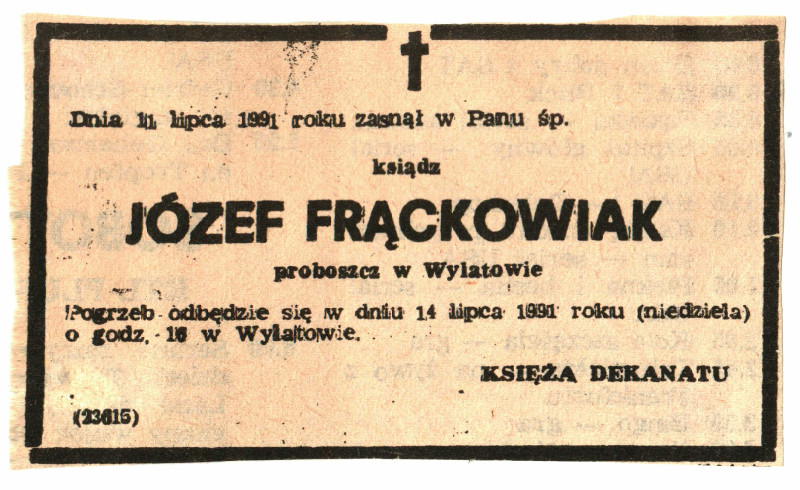 Dnia 11 lipca 1991 roku zasnął w Panu śp.
ksiądz
JÓZEF FRĄCKOWIAK
proboszcz w Wylatowie
Pogrzeb odbędzie się w dniu 14 lipca 1991 roku (niedziela)
o godz. 16 w Wylatowie.
KSIĘŻA DEKANATU
(23615)